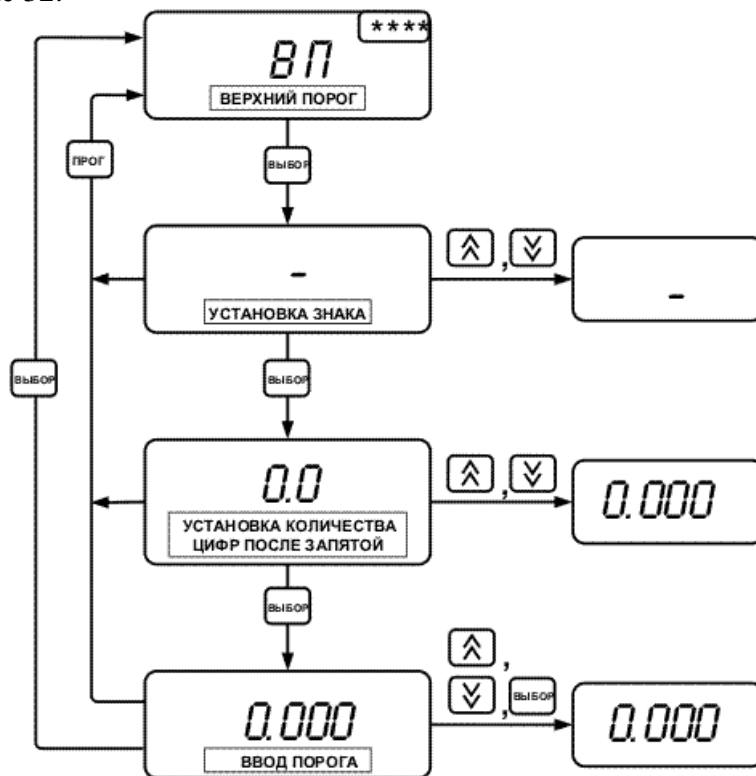 ****
ВП
ВЕРХНИЙ ПОРОГ
ПРОГ
ВЫБОР
-
,
-
УСТАНОВКА ЗНАКА
ВЫБОР
ВЫБОР
0.0
,
0.000
УСТАНОВКА КОЛИЧЕСТВА
ЦИФР ПОСЛЕ ЗАПЯТОЙ
ВЫБОР
,
0.000
, ВЫБОР
0.000
ВВОД ПОРОГА